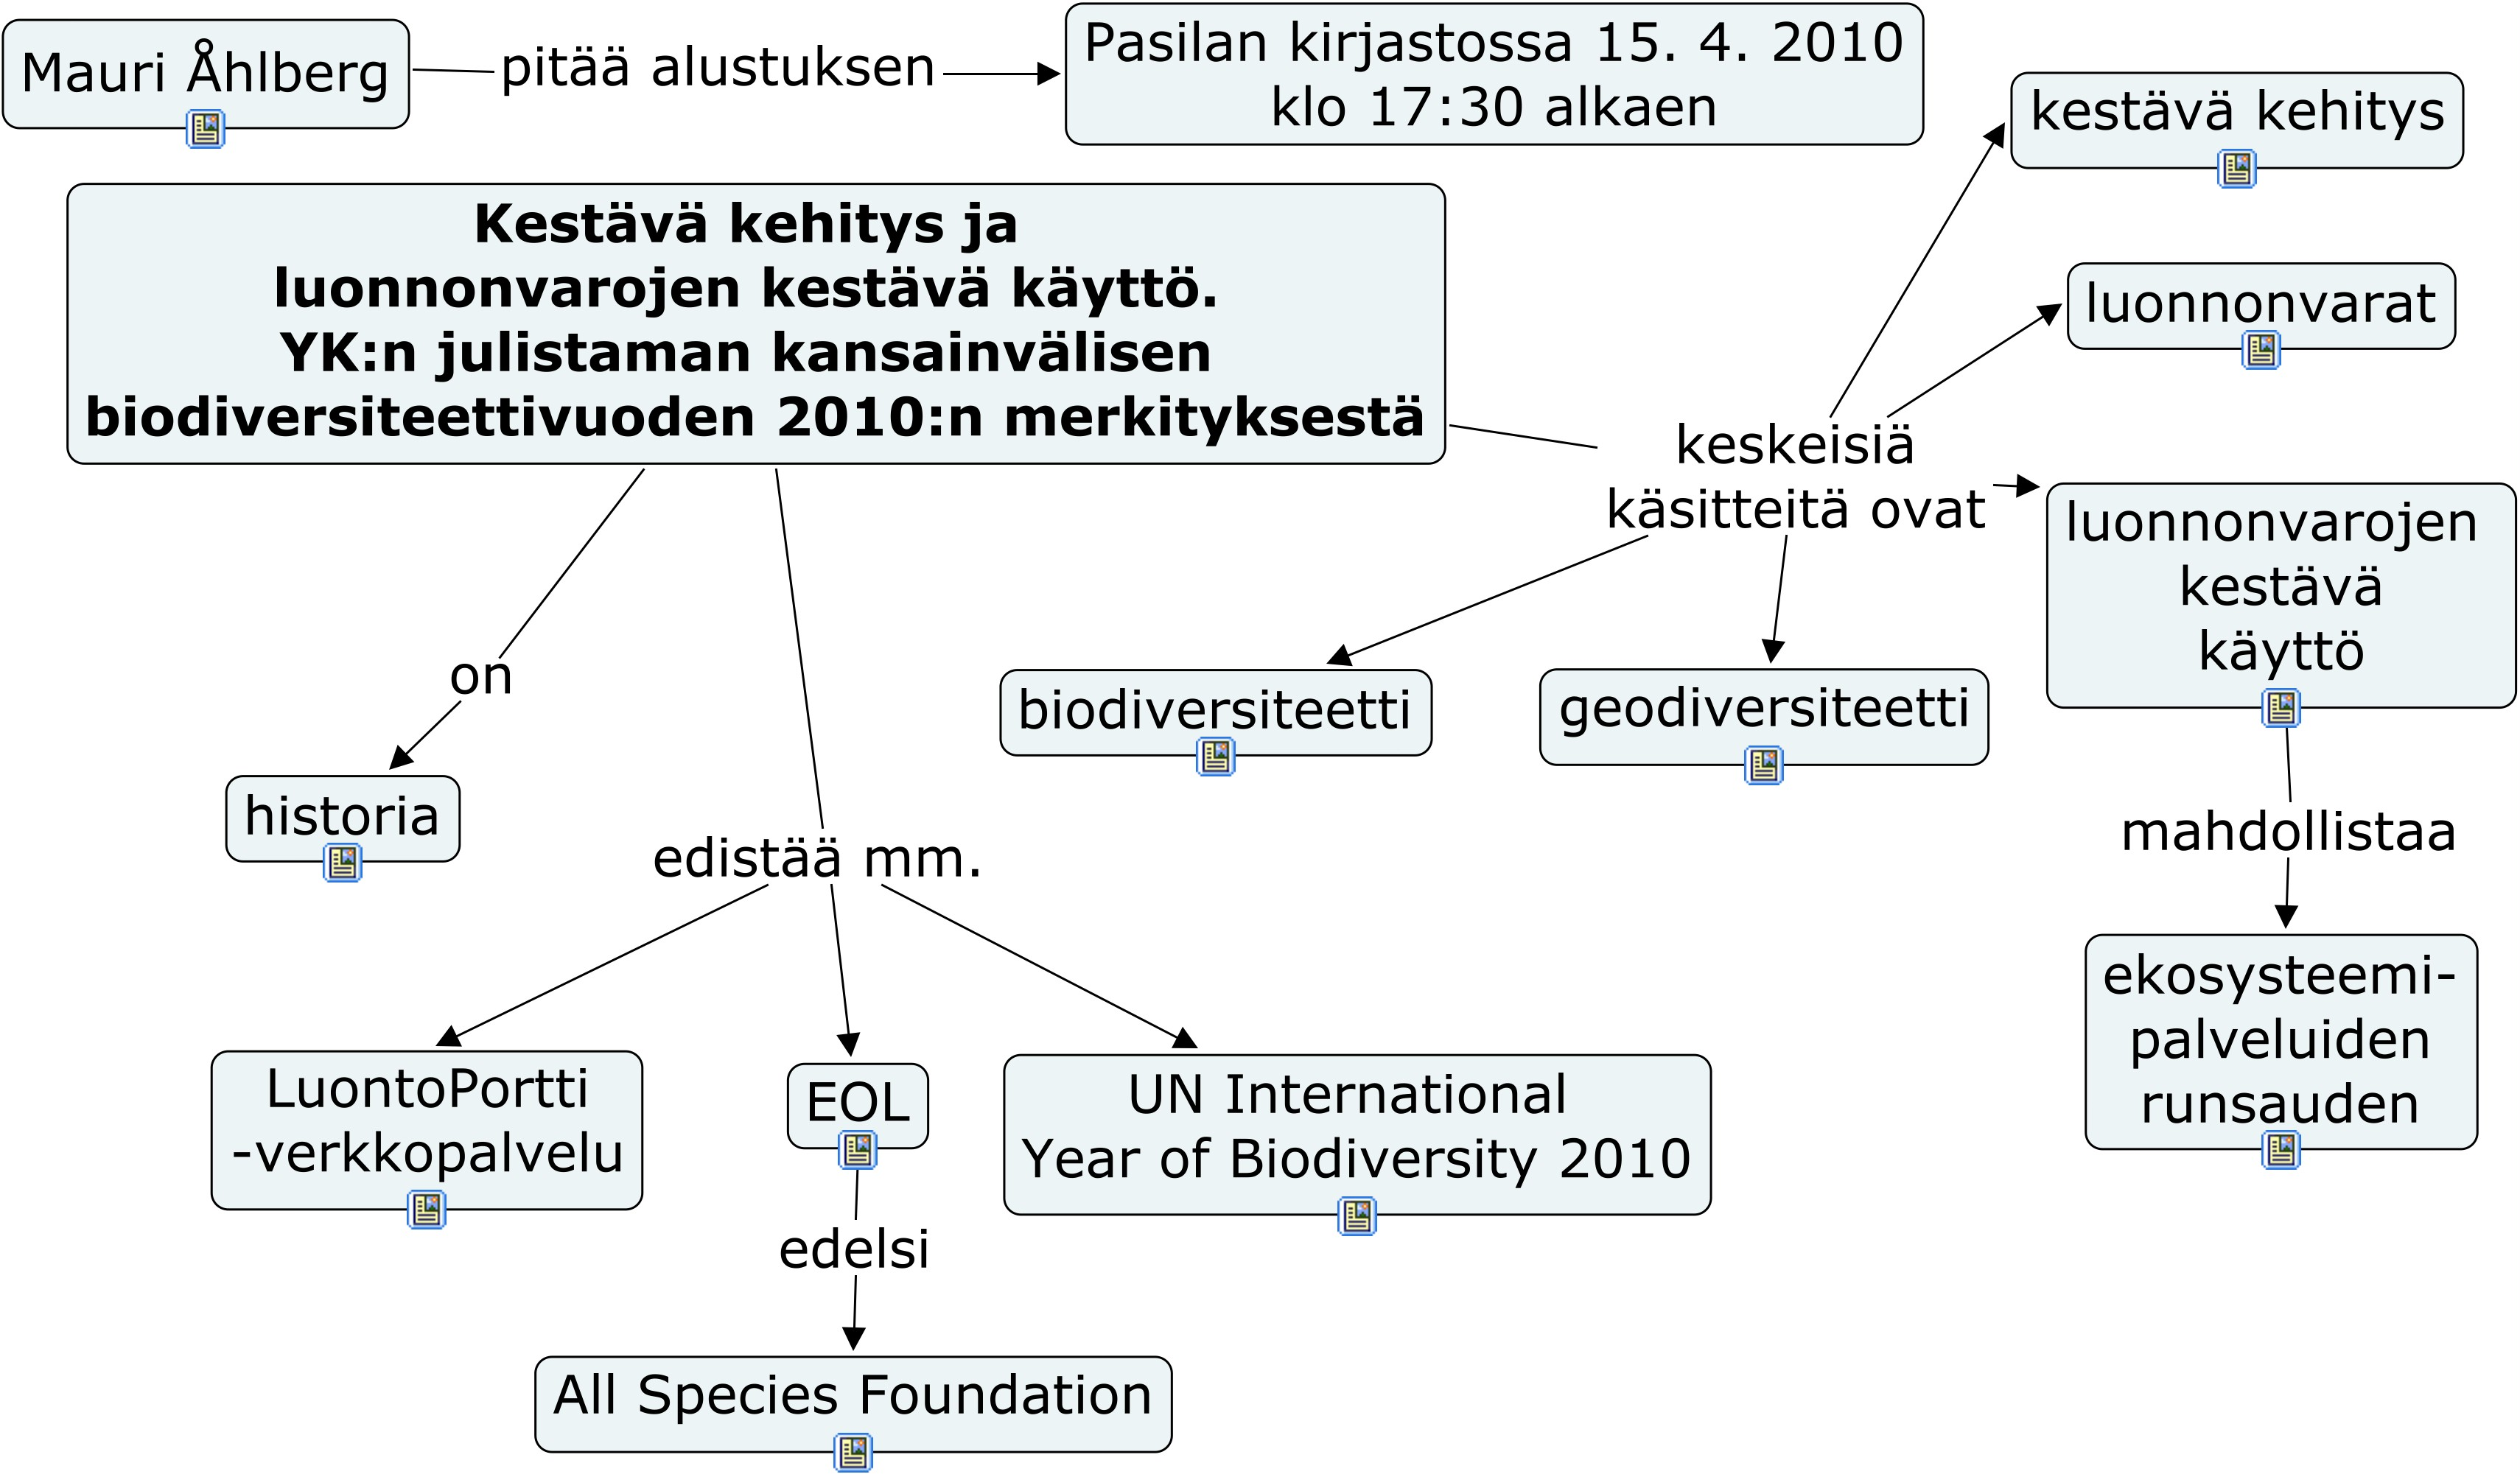 Mauri Åhlberg
pitää alustuksen
Pasilan kirjastossa 15. 4. 2010
klo 17:30 alkaen
kestävä kehitys
Kestävä kehitys ja
luonnonvarojen kestävä käyttö.
YK:n julistaman kansainvälisen
biodiversiteettivuoden 2010:n merkityksestä
luonnonvarat
keskeisiä
käsitteitä ovat
luonnonvarojen
kestävä
käyttö
on
biodiversiteetti
geodiversiteetti
historia
edistää mm.
mahdollistaa
ekosysteemi-
palveluiden
runsauden
LuontoPortti
-verkkopalvelu
EOL
UN International
Year of Biodiversity 2010
edelsi
All Species Foundation